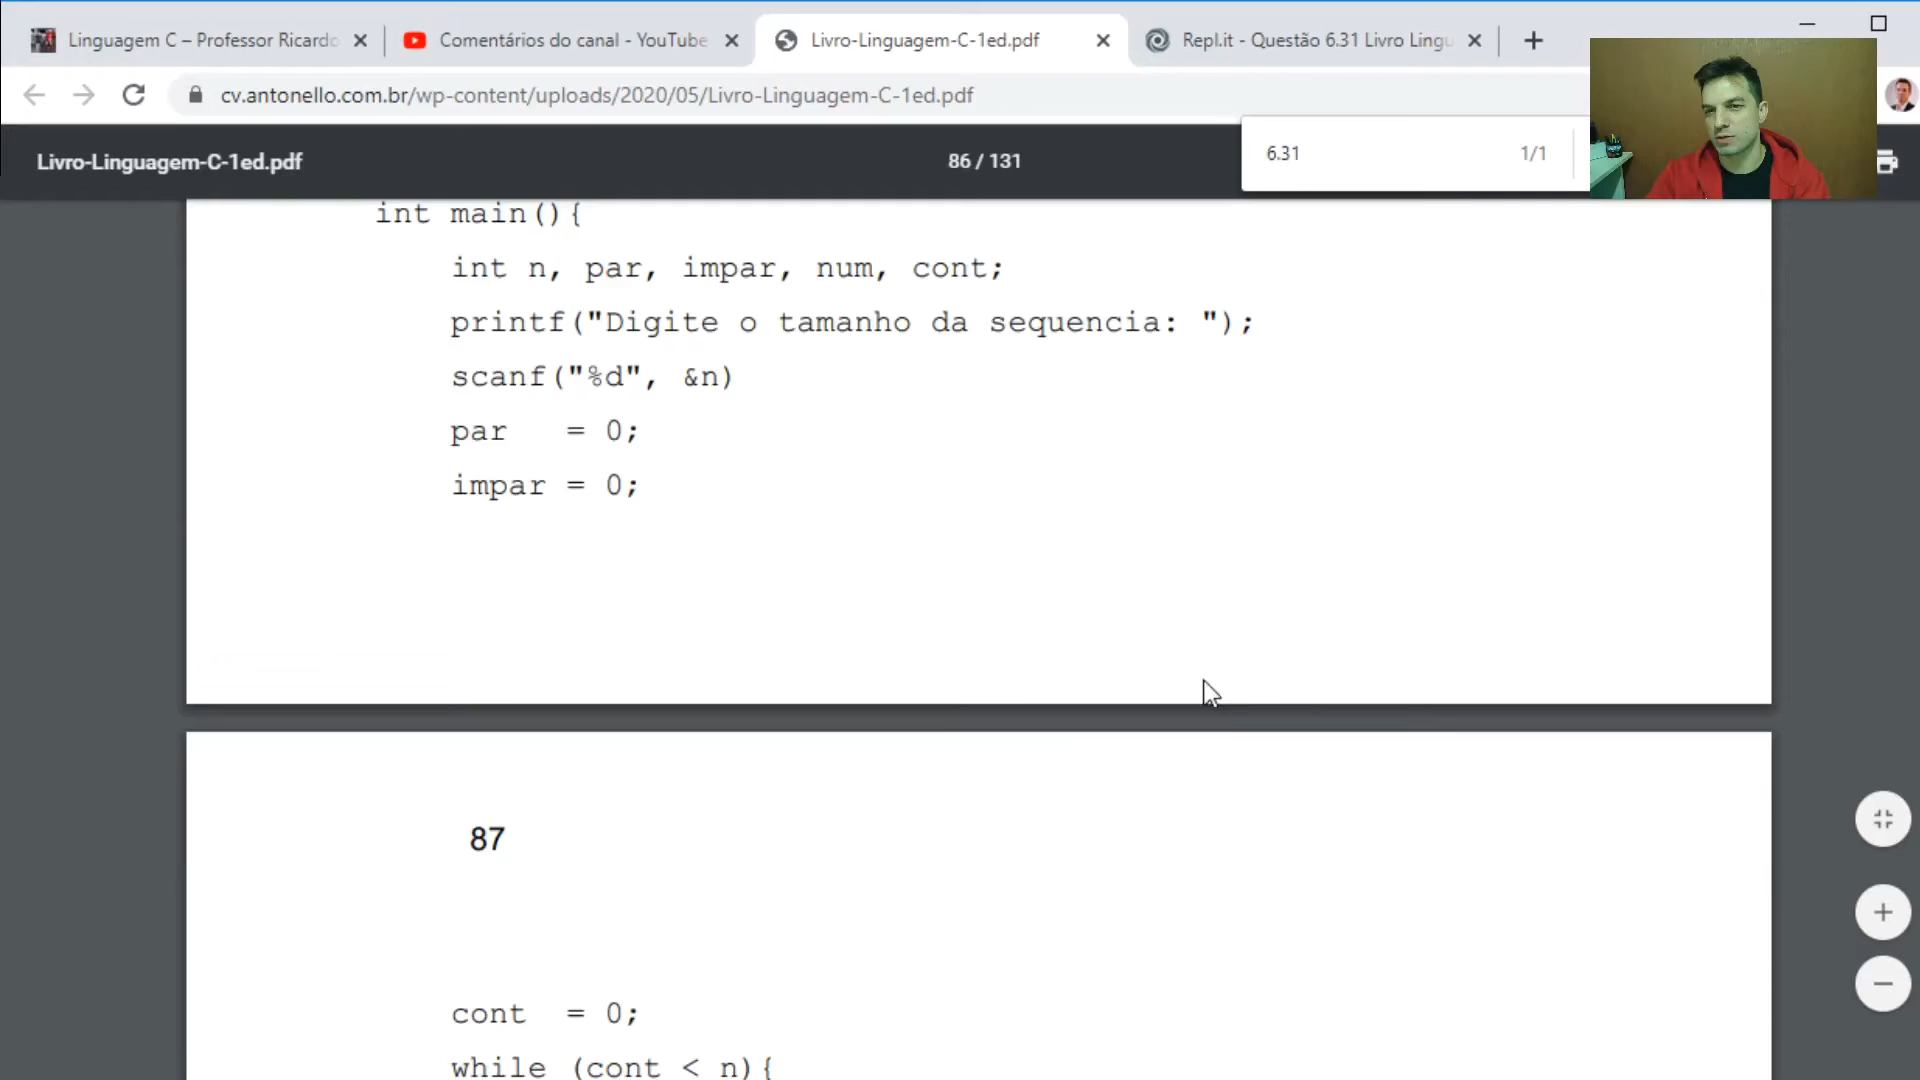 Linguagem C – Professor Ricardo
Comentários do canal - YouTube
Livro-Linguagem-C-1ed.pdf
Repl.it - Questão 6.31 Livro Lingu
cv.antonello.com.br/wp-content/uploads/2020/05/Livro-Linguagem-C-1ed.pdf
Livro-Linguagem-C-1ed.pdf
86 / 131
6.31
1/1
int main(){
int n, par, impar, num, cont;
printf("Digite o tamanho da sequencia: ");
scanf("%d", &n)
par = 0;
impar = 0;
87
cont = 0;
while (cont < n){